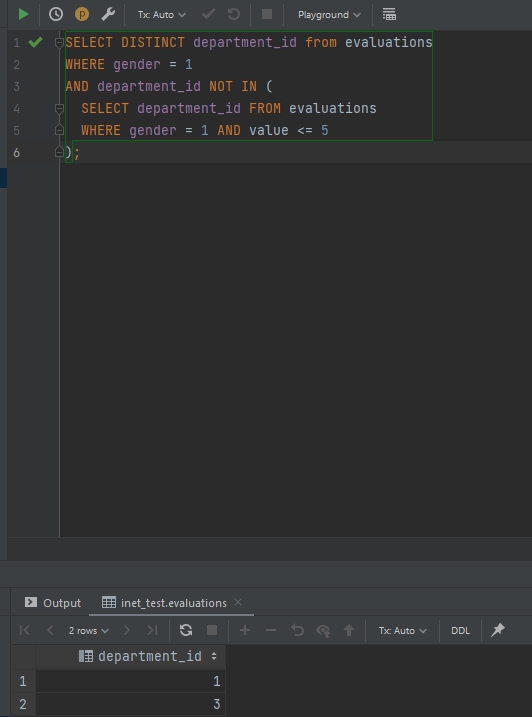 Tx: Auto
Playground
1 SELECT DISTINCT department_id from evaluations
2 WHERE gender = 1
3 AND department_id NOT IN (
4 SELECT department_id FROM evaluations
5 WHERE gender = 1 AND value <= 5
6 );
Output
inet_test.evaluations
2 rows
Tx: Auto
DDL
department_id
1 1
2 3